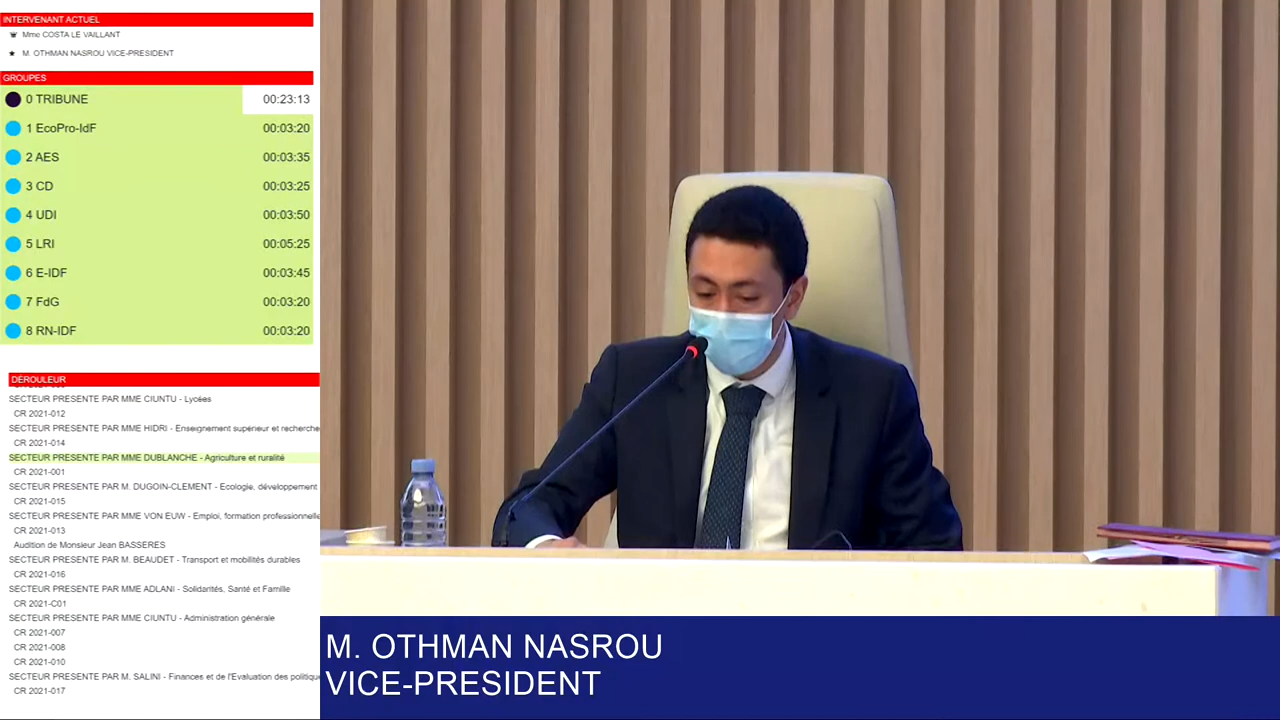 INTERVENANT ACTUEL
Mme COSTA LE VAILLANT
M. OTHMAN NASROU VICE-PRESIDENT
GROUPES
0 TRIBUNE 00:23:13
1 EcoPro-IdF 00:03:20
2 AES 00:03:35
3 CD 00:03:25
4 UDI 00:03:50
5 LRI 00:05:25
6 E-IDF 00:03:45
7 FdG 00:03:20
8 RN-IDF 00:03:20
DÉROULEUR
SECTEUR PRESENTE PAR MME CIUNTU - Lycées
CR 2021-012
SECTEUR PRESENTE PAR MME HIDRI - Enseignement supérieur et recherche
CR 2021-014
SECTEUR PRESENTE PAR MME DUBLANCHE - Agriculture et ruralité
CR 2021-001
SECTEUR PRESENTE PAR M. DUGOIN-CLEMENT - Ecologie, développement
CR 2021-015
SECTEUR PRESENTE PAR MME VON EUW - Emploi, formation professionnelle
CR 2021-013
Audition de Monsieur Jean BASSERES
SECTEUR PRESENTE PAR M. BEAUDET - Transport et mobilités durables
CR 2021-016
SECTEUR PRESENTE PAR MME ADLANI - Solidarités, Santé et Famille
CR 2021-C01
SECTEUR PRESENTE PAR MME CIUNTU - Administration générale
CR 2021-007
CR 2021-008
CR 2021-010
SECTEUR PRESENTE PAR M. SALINI - Finances et de l'Evaluation des politique
CR 2021-017
M. OTHMAN NASROU
VICE-PRESIDENT